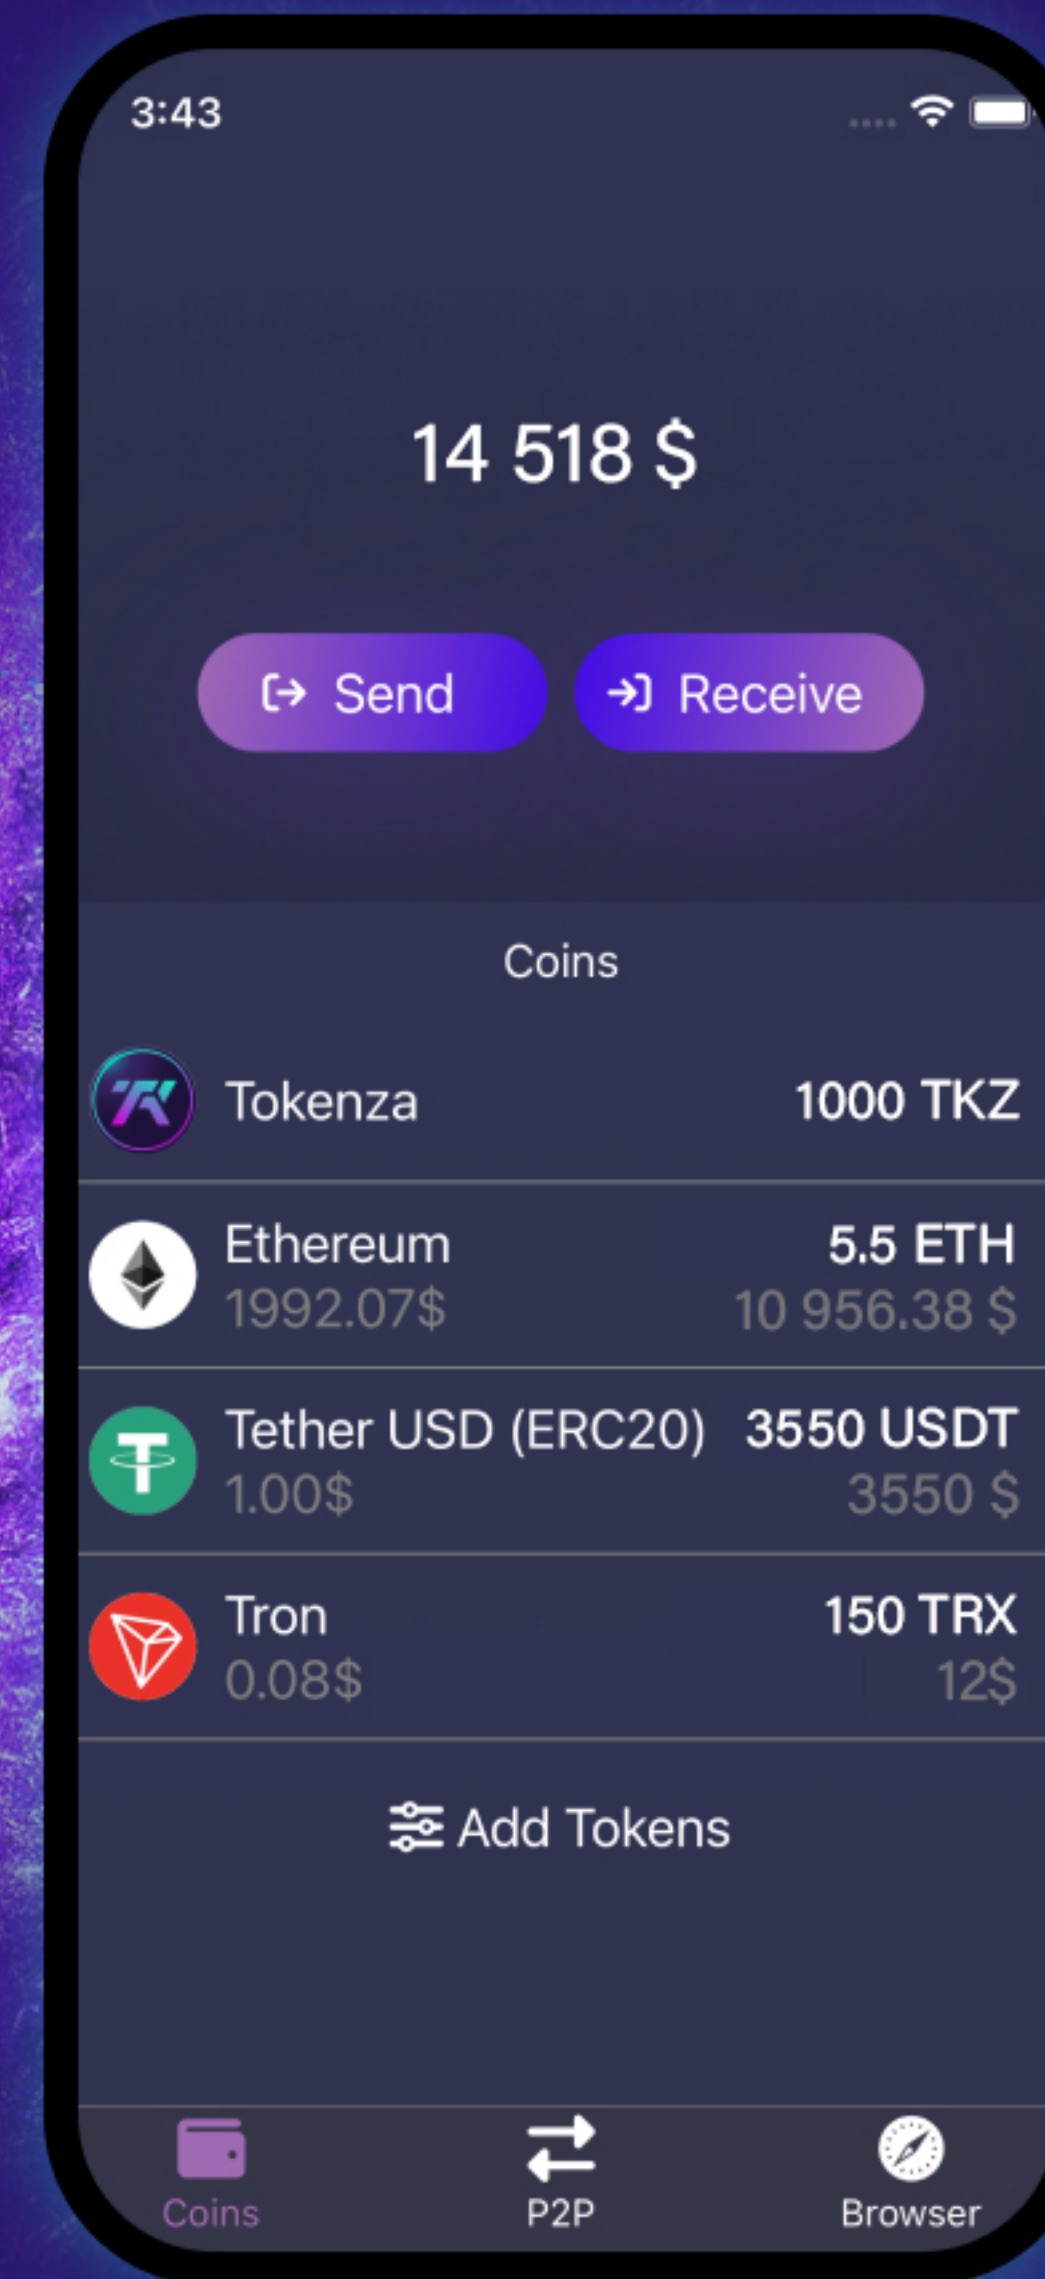 3:43
14 518 $
Send
Receive
Coins
Tokenza 1000 TKZ
Ethereum 5.5 ETH
1992.07$ 10 956.38 $
Tether USD (ERC20) 3550 USDT
1.00$ 3550 $
Tron 150 TRX
0.08$ 12$
Add Tokens
Coins P2P Browser